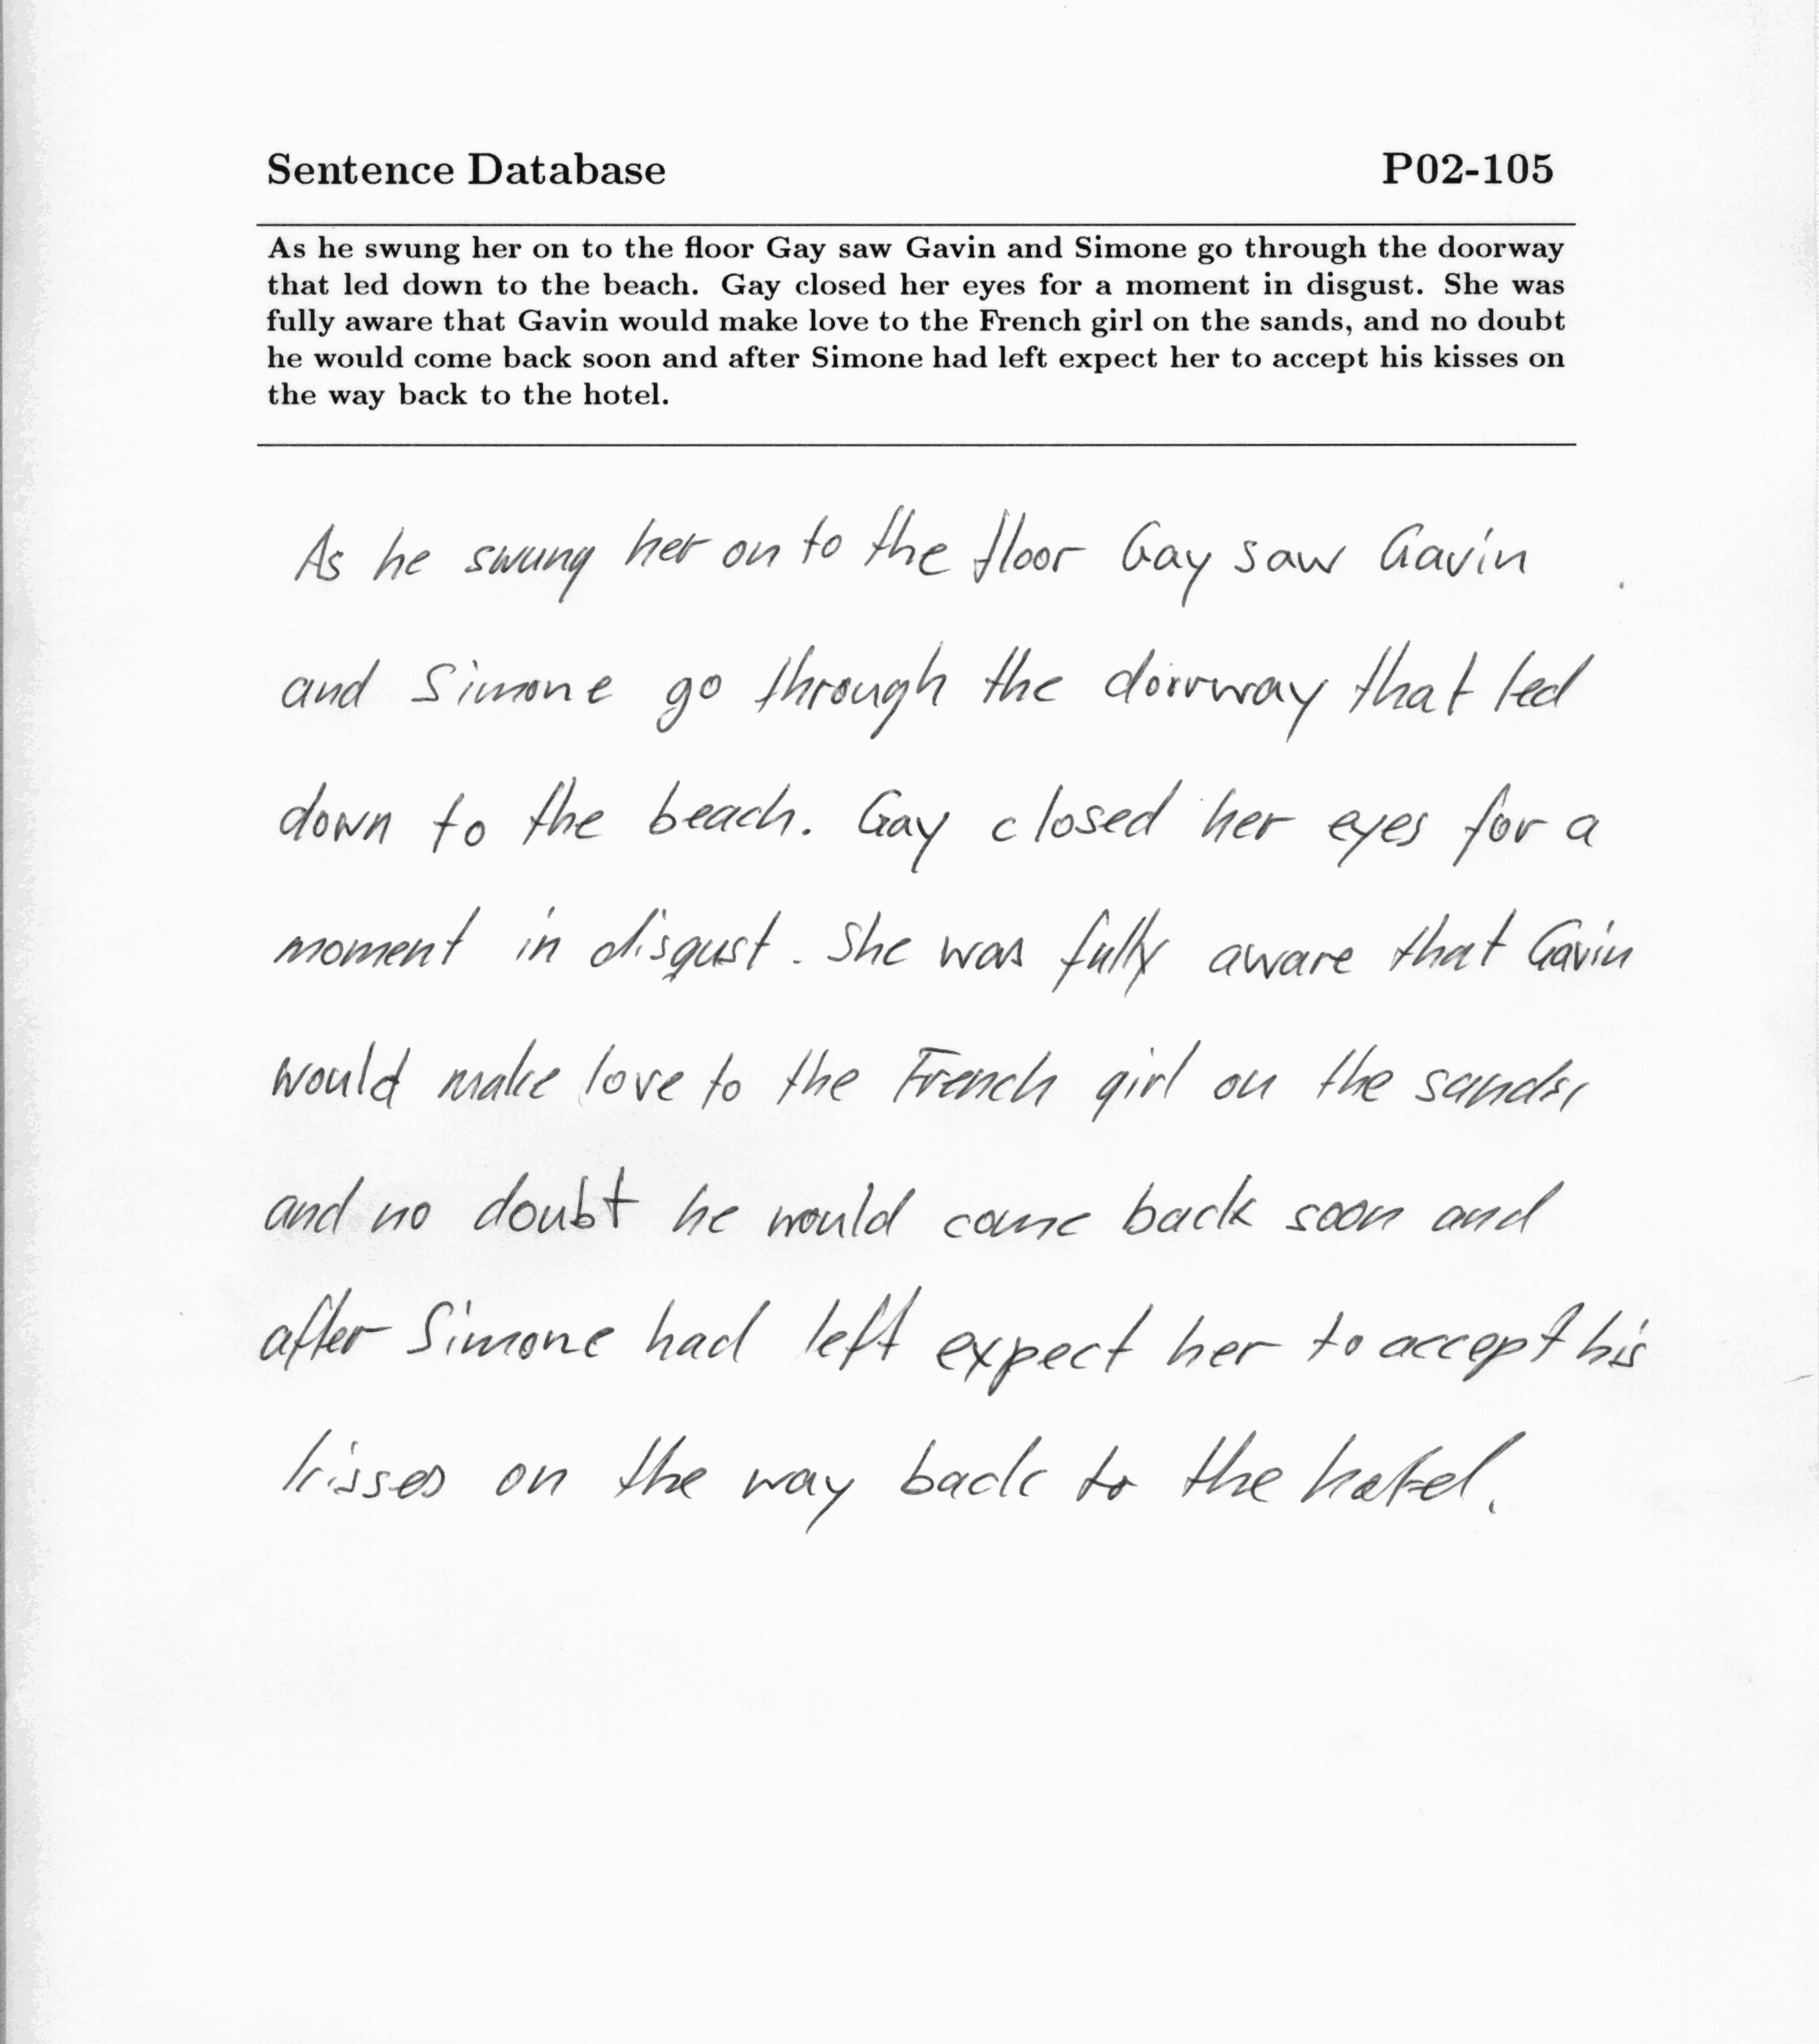 Sentence Database P02-105
As he swung her on to the floor Gay saw Gavin and Simone go through the doorway
that led down to the beach. Gay closed her eyes for a moment in disgust. She was
fully aware that Gavin would make love to the French girl on the sands, and no doubt
he would come back soon and after Simone had left expect her to accept his kisses on
the way back to the hotel.
As he swung her on to the floor Gay saw Gavin
and Simone go through the doorway that led
down to the beach. Gay closed her eyes for a
moment in disgust. She was fully aware that Gavin
would make love to the French girl on the sands,
and no doubt he would come back soon and
after Simone had left expect her to accept his
kisses on the way back to the hotel.